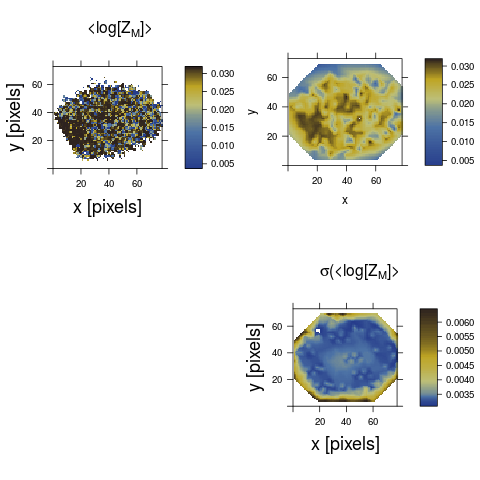 <log[Z_M]>
y [pixels]
60
40
20
20 40 60
x [pixels]
0.030
0.025
0.020
0.015
0.010
0.005
y
60
40
20
20 40 60
x
0.030
0.025
0.020
0.015
0.010
0.005
σ(<log[Z_M]>
y [pixels]
60
40
20
20 40 60
x [pixels]
0.0060
0.0055
0.0050
0.0045
0.0040
0.0035